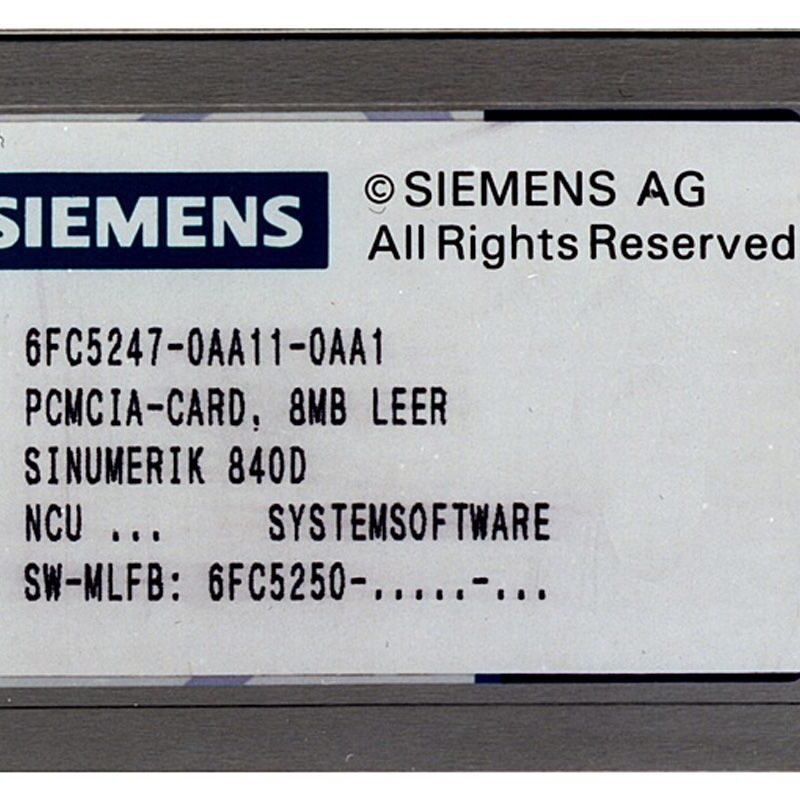 SIEMENS
© SIEMENS AG
All Rights Reserved
6FC5247-0AA11-0AA1
PCMCIA-CARD, 8MB LEER
SINUMERIK 840D
NCU ... SYSTEMSOFTWARE
SW-MLFB: 6FC5250-.....-...